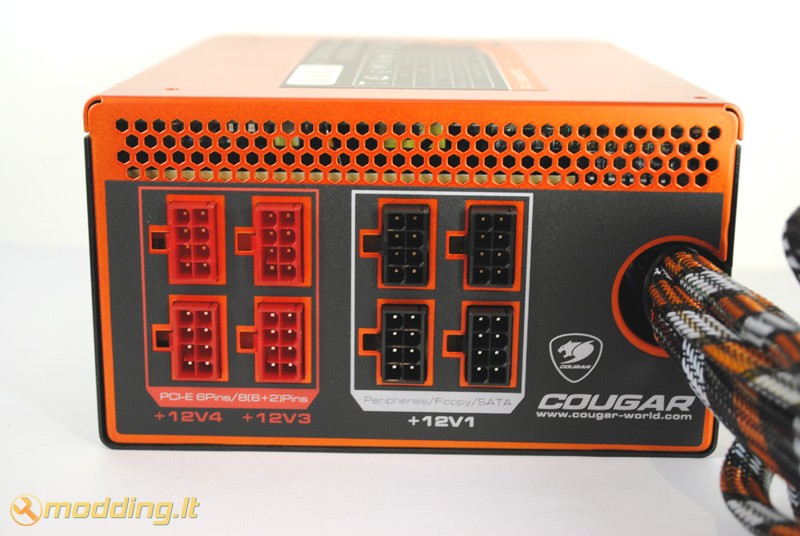 PCI-E 6Pins/8(6+2)Pins
+12V4 +12V3
Peripherals/Floppy/SATA
+12V1
COUGAR
COUGAR
www.cougar-world.com
modding.lt